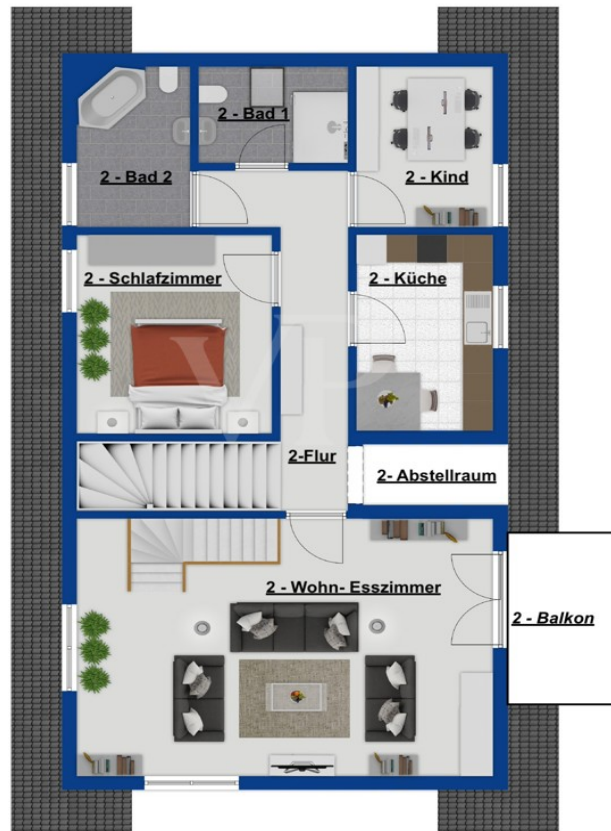 2 - Bad 1
2 - Bad 2
2 - Kind
2 - Schlafzimmer
2 - Küche
VP
2-Flur
2- Abstellraum
2 - Wohn- Esszimmer
2 - Balkon